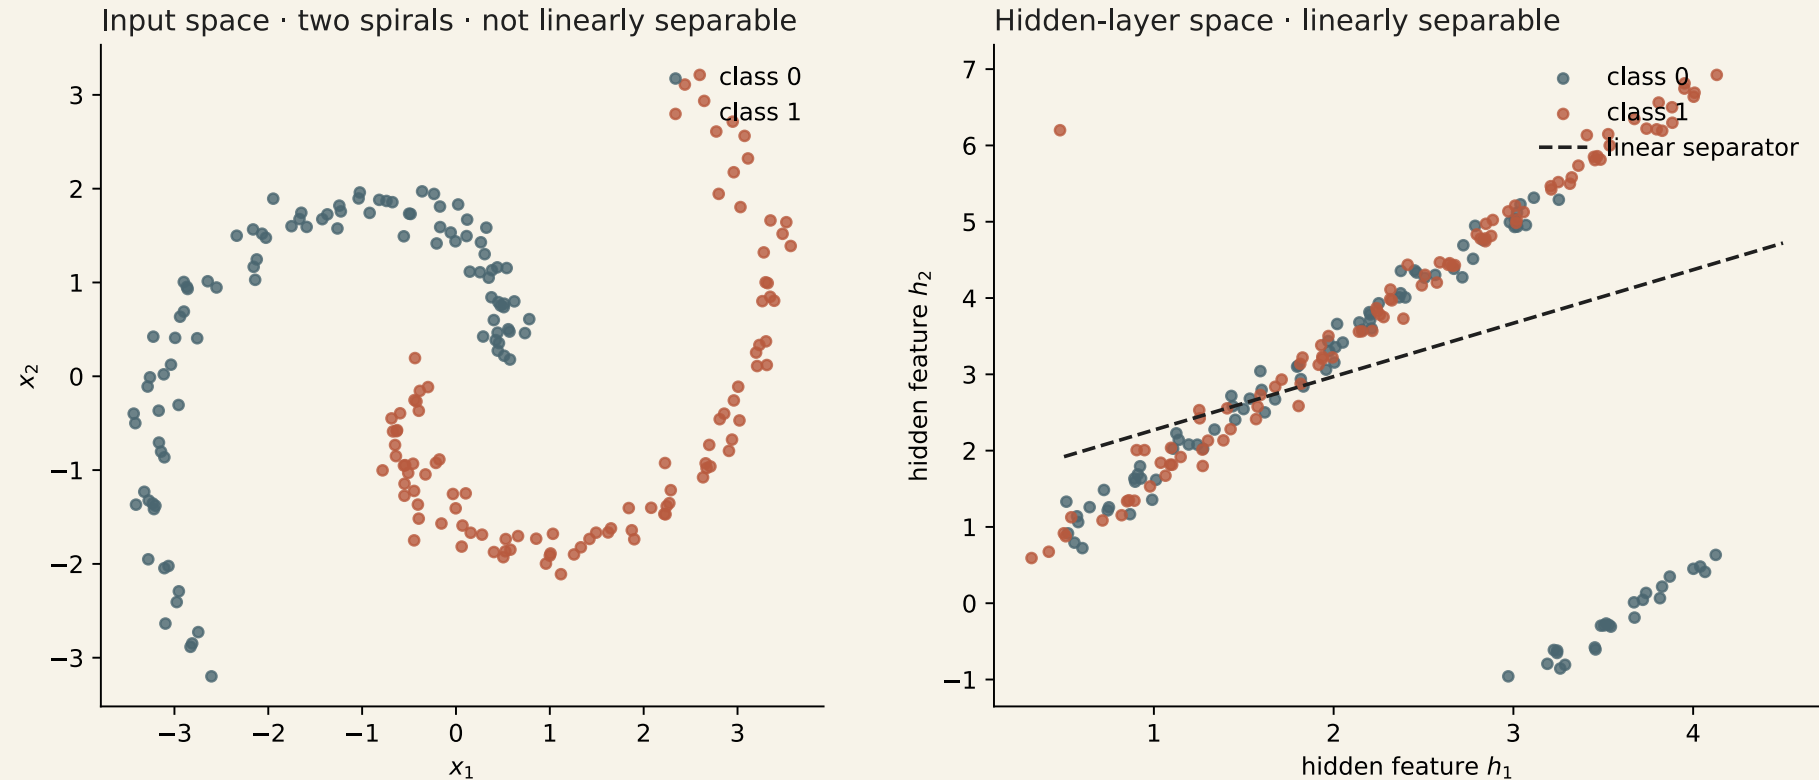 Input space · two spirals · not linearly separable
class 0
class 1
3
2
1
0
−1
−2
−3
x₂
−3
−2
−1
0
1
2
3
x₁
Hidden-layer space · linearly separable
class 0
class 1
linear separator
7
6
5
4
3
2
1
0
−1
hidden feature h₂
1
2
3
4
hidden feature h₁